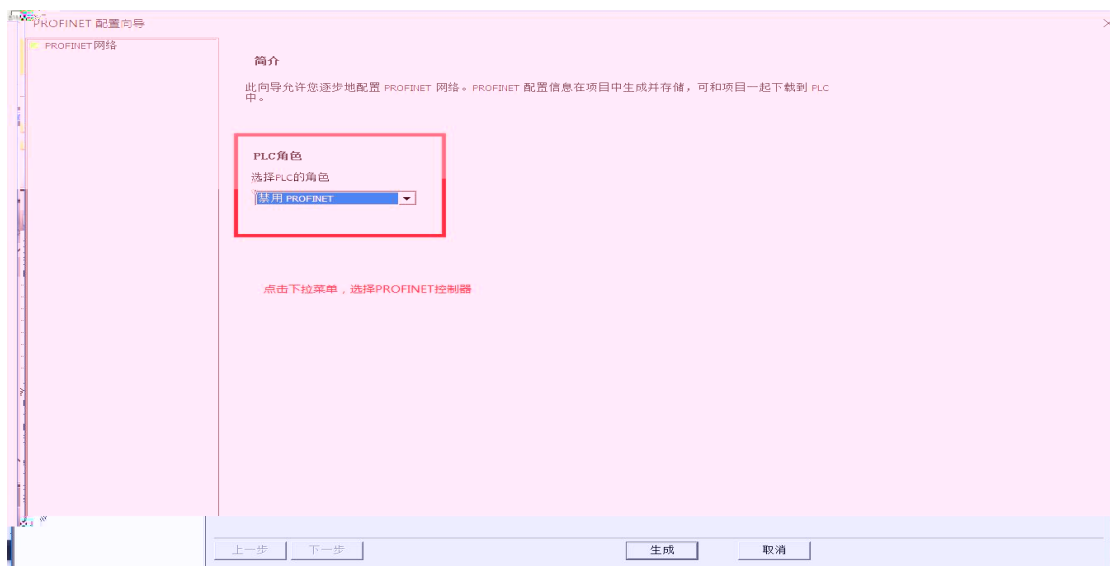 PROFINET 配置向导
PROFINET网络
简介
此向导允许您逐步地配置 PROFINET 网络。PROFINET 配置信息在项目中生成并存储，可和项目一起下载到 PLC
中。
PLC角色
选择PLC的角色
禁用 PROFINET
点击下拉菜单，选择PROFINET控制器
上一步 下一步 生成 取消